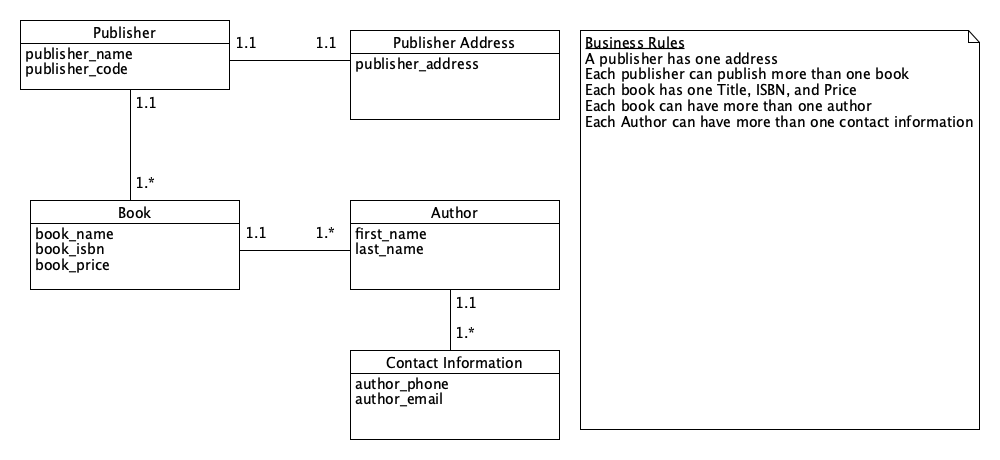 Publisher
publisher_name
publisher_code
1.1
1.1
Publisher Address
publisher_address
Business Rules
A publisher has one address
Each publisher can publish more than one book
Each book has one Title, ISBN, and Price
Each book can have more than one author
Each Author can have more than one contact information
1.1
1.*
Book
book_name
book_isbn
book_price
1.1
1.*
Author
first_name
last_name
1.1
1.*
Contact Information
author_phone
author_email